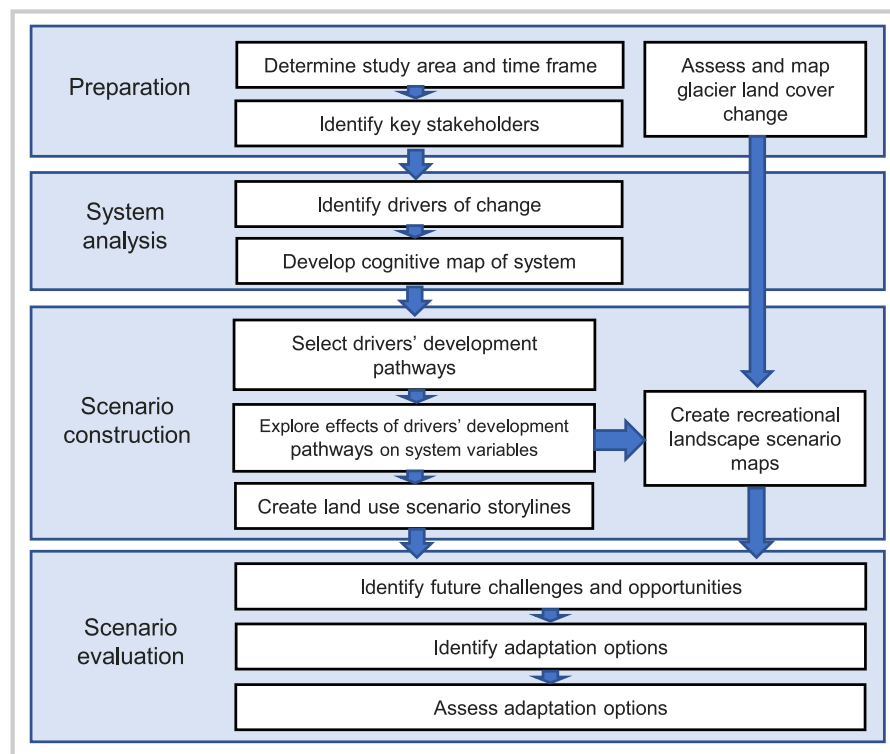 Preparation
Determine study area and time frame
Identify key stakeholders
Assess and map
glacier land cover
change
System
analysis
Identify drivers of change
Develop cognitive map of system
Scenario
construction
Select drivers’ development
pathways
Explore effects of drivers’ development
pathways on system variables
Create land use scenario storylines
Create recreational
landscape scenario
maps
Scenario
evaluation
Identify future challenges and opportunities
Identify adaptation options
Assess adaptation options